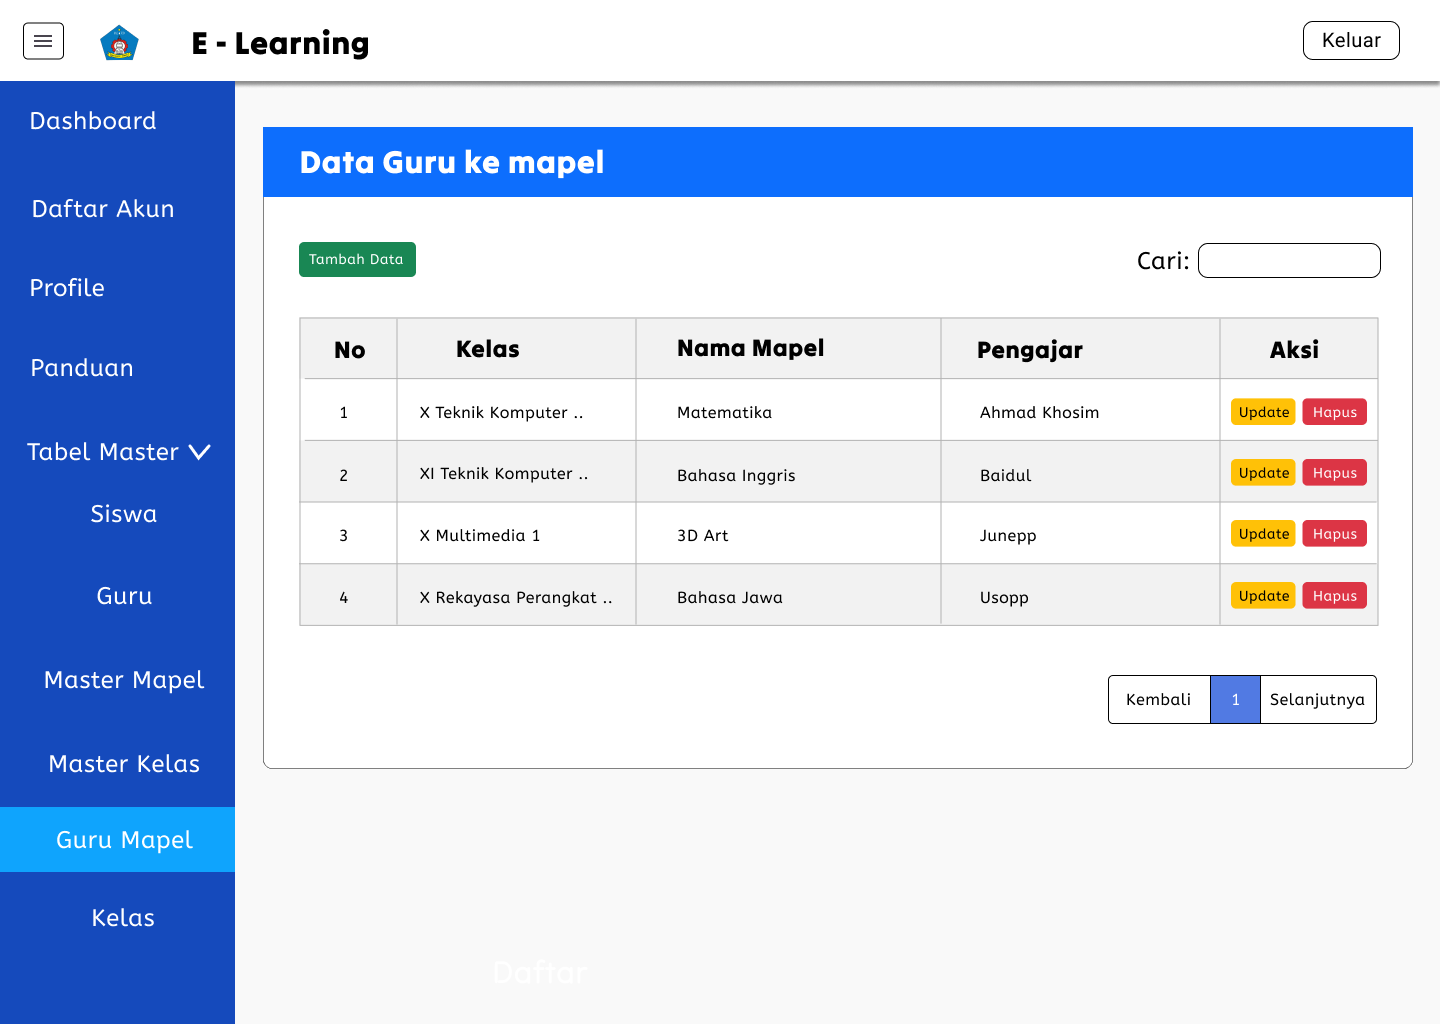 E - Learning
Keluar
Dashboard
Daftar Akun
Profile
Panduan
Tabel Master
Siswa
Guru
Master Mapel
Master Kelas
Guru Mapel
Kelas
Data Guru ke mapel
Tambah Data
Cari:
No Kelas Nama Mapel Pengajar Aksi
1 X Teknik Komputer .. Matematika Ahmad Khosim Update Hapus
2 XI Teknik Komputer .. Bahasa Inggris Baidul Update Hapus
3 X Multimedia 1 3D Art Junepp Update Hapus
4 X Rekayasa Perangkat .. Bahasa Jawa Usopp Update Hapus
Kembali 1 Selanjutnya
Daftar